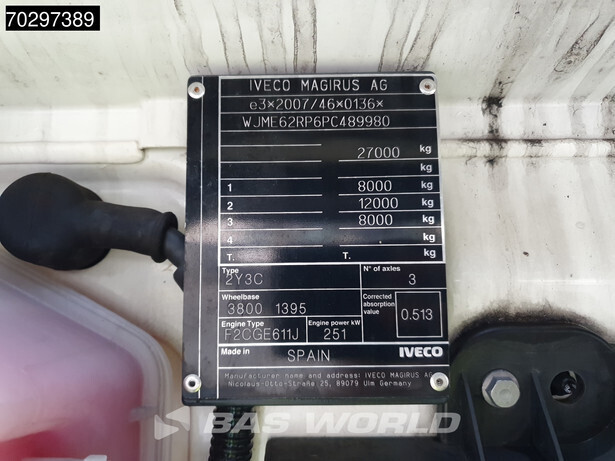 70297389
IVECO MAGIRUS AG
e3×2007/46×0136×
WJME62RP6PC489980
27000 kg
kg
1 8000 kg
2 12000 kg
3 8000 kg
4 kg
T. T. kg
Type 2Y3C N° of axles 3
Wheelbase 3800 1395 Corrected absorption value 0.513
Engine Type F2CGE611J Engine power kW 251
Made in SPAIN IVECO
Manufacturer name and address: IVECO MAGIRUS AG
Nicolaus-Otto-Straße 25, 89079 Ulm Germany
BAS WORLD